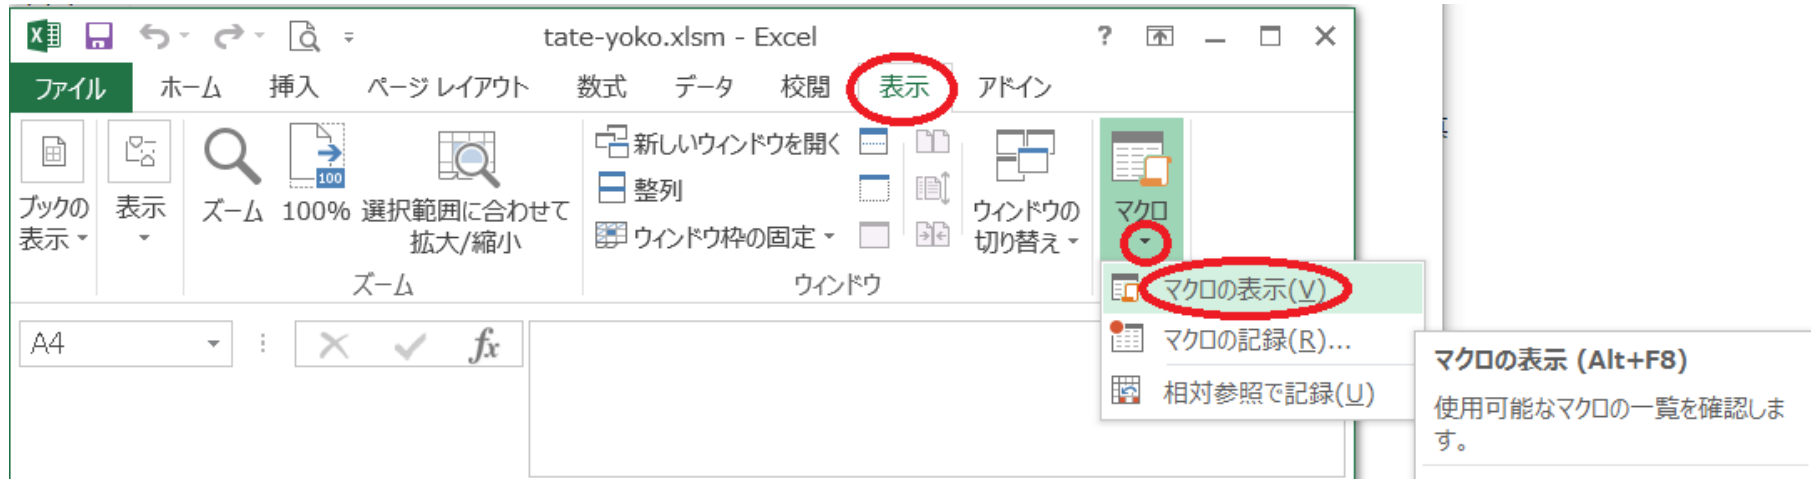 tate-yoko.xlsm - Excel
?
ファイル ホーム 挿入 ページ レイアウト 数式 データ 校閲 表示 アドイン
ブックの
表示
表示
ズーム
100
100%
選択範囲に合わせて
拡大/縮小
ズーム
新しいウィンドウを開く
整列
ウィンドウ枠の固定
ウィンドウの
切り替え
ウィンドウ
マクロ
マクロの表示(V)
マクロの記録(R)...
相対参照で記録(U)
A4
fx
マクロの表示 (Alt+F8)
使用可能なマクロの一覧を確認しま
す。